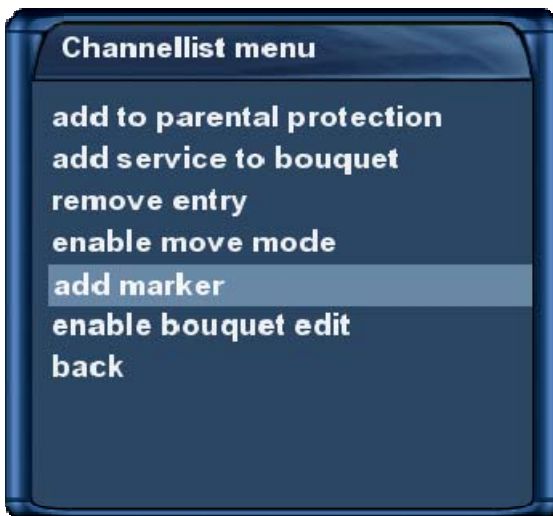 Channellist menu
add to parental protection
add service to bouquet
remove entry
enable move mode
add marker
enable bouquet edit
back